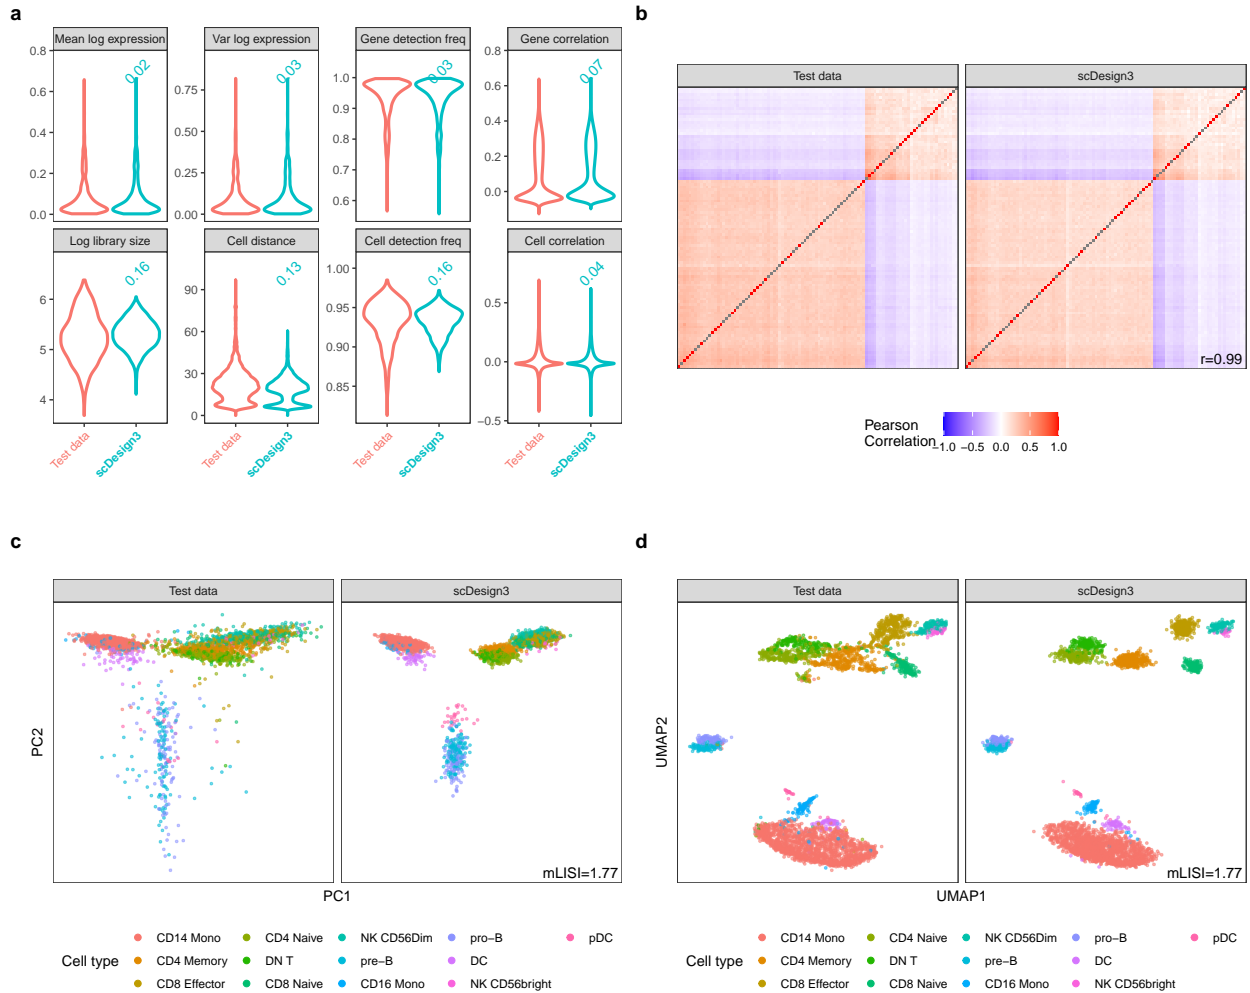 a
Mean log expression Var log expression Gene detection freq Gene correlation
0.8
0.6
0.4
0.2
0.0
0.02
0.75
0.50
0.25
0.00
0.03
1.0
0.9
0.8
0.7
0.6
0.03
0.8
0.6
0.4
0.2
0.0
0.07
Log library size Cell distance Cell detection freq Cell correlation
6
5
4
0.16
90
60
30
0
0.13
1.00
0.95
0.90
0.85
0.16
0.5
0.0
−0.5
0.04
Test data scDesign3 Test data scDesign3 Test data scDesign3 Test data scDesign3
b
Test data scDesign3
r=0.99
Pearson
Correlation
−1.0 −0.5 0.0 0.5 1.0
c
Test data scDesign3
PC2
mLISI=1.77
PC1
Cell type
CD14 Mono CD4 Naive NK CD56Dim pro−B pDC
CD4 Memory DN T pre−B DC
CD8 Effector CD8 Naive CD16 Mono NK CD56bright
d
Test data scDesign3
UMAP2
mLISI=1.77
UMAP1
Cell type
CD14 Mono CD4 Naive NK CD56Dim pro−B pDC
CD4 Memory DN T pre−B DC
CD8 Effector CD8 Naive CD16 Mono NK CD56bright